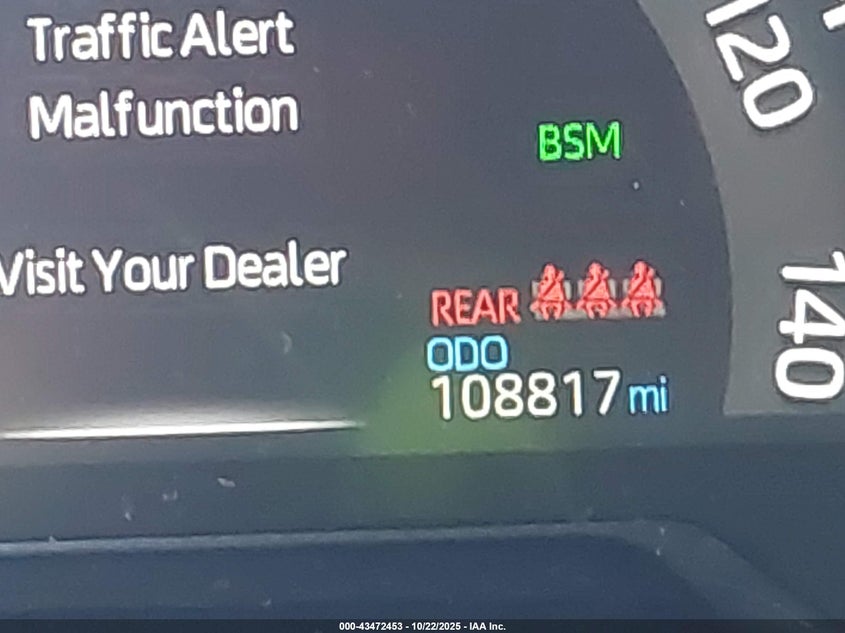 Traffic Alert
Malfunction
BSM
Visit Your Dealer
REAR
ODO
108817 mi
120
140
000-43472453 - 10/22/2025 - IAA Inc.